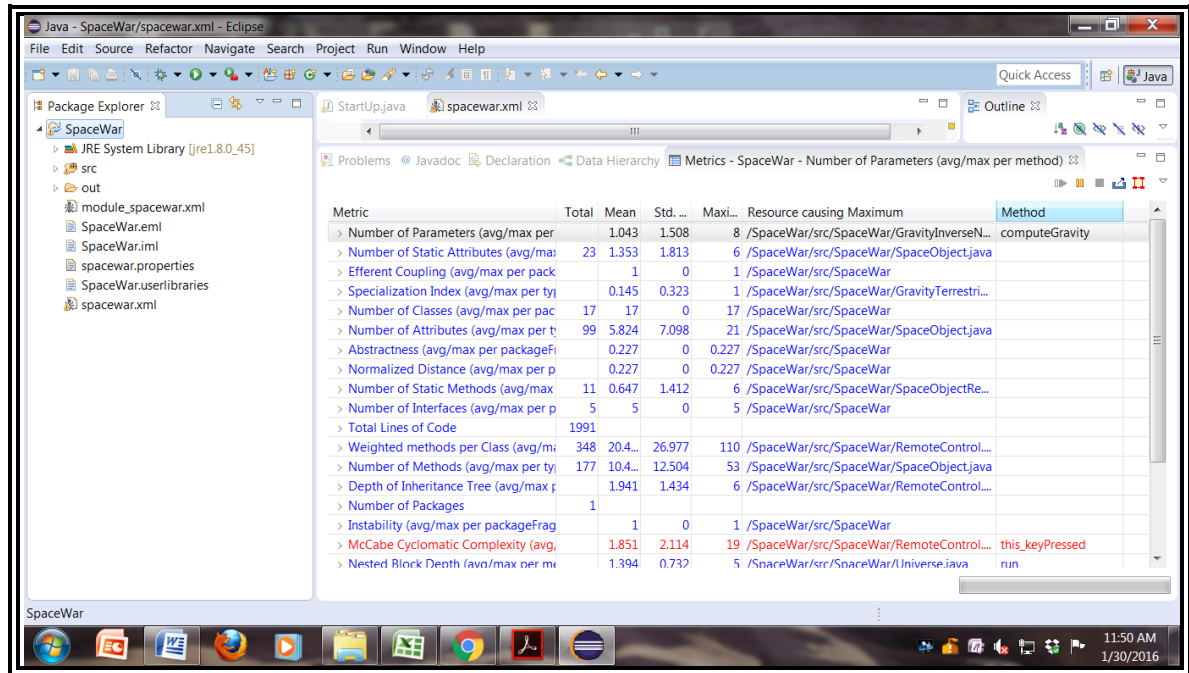 Java - SpaceWar/spacewar.xml - Eclipse
File Edit Source Refactor Navigate Search Project Run Window Help
Quick Access Java
Package Explorer
SpaceWar
JRE System Library [jre1.8.0_45]
src
out
module_spacewar.xml
SpaceWar.eml
SpaceWar.iml
spacewar.properties
SpaceWar.userlibraries
spacewar.xml
StartUp.java spacewar.xml
Outline
Problems Javadoc Declaration Data Hierarchy Metrics - SpaceWar - Number of Parameters (avg/max per method)
Metric Total Mean Std. ... Maxi... Resource causing Maximum Method
Number of Parameters (avg/max per 1.043 1.508 8 /SpaceWar/src/SpaceWar/GravityInverseN... computeGravity
Number of Static Attributes (avg/max 23 1.353 1.813 6 /SpaceWar/src/SpaceWar/SpaceObject.java
Efferent Coupling (avg/max per pack 1 0 1 /SpaceWar/src/SpaceWar
Specialization Index (avg/max per typ 0.145 0.323 1 /SpaceWar/src/SpaceWar/GravityTerrestri...
Number of Classes (avg/max per pac 17 17 0 17 /SpaceWar/src/SpaceWar
Number of Attributes (avg/max per ty 99 5.824 7.098 21 /SpaceWar/src/SpaceWar/SpaceObject.java
Abstractness (avg/max per packageFr 0.227 0 0.227 /SpaceWar/src/SpaceWar
Normalized Distance (avg/max per p 0.227 0 0.227 /SpaceWar/src/SpaceWar
Number of Static Methods (avg/max 11 0.647 1.412 6 /SpaceWar/src/SpaceWar/SpaceObjectRe...
Number of Interfaces (avg/max per p 5 5 0 5 /SpaceWar/src/SpaceWar
Total Lines of Code 1991
Weighted methods per Class (avg/ma 348 20.4... 26.977 110 /SpaceWar/src/SpaceWar/RemoteControl....
Number of Methods (avg/max per ty 177 10.4... 12.504 53 /SpaceWar/src/SpaceWar/SpaceObject.java
Depth of Inheritance Tree (avg/max p 1.941 1.434 6 /SpaceWar/src/SpaceWar/RemoteControl....
Number of Packages 1
Instability (avg/max per packageFrag 1 0 1 /SpaceWar/src/SpaceWar
McCabe Cyclomatic Complexity (avg, 1.851 2.114 19 /SpaceWar/src/SpaceWar/RemoteControl.... this_keyPressed
Nested Block Depth (avg/max per me 1.394 0.732 5 /SpaceWar/src/SpaceWar/Universe.java run
SpaceWar
11:50 AM
1/30/2016